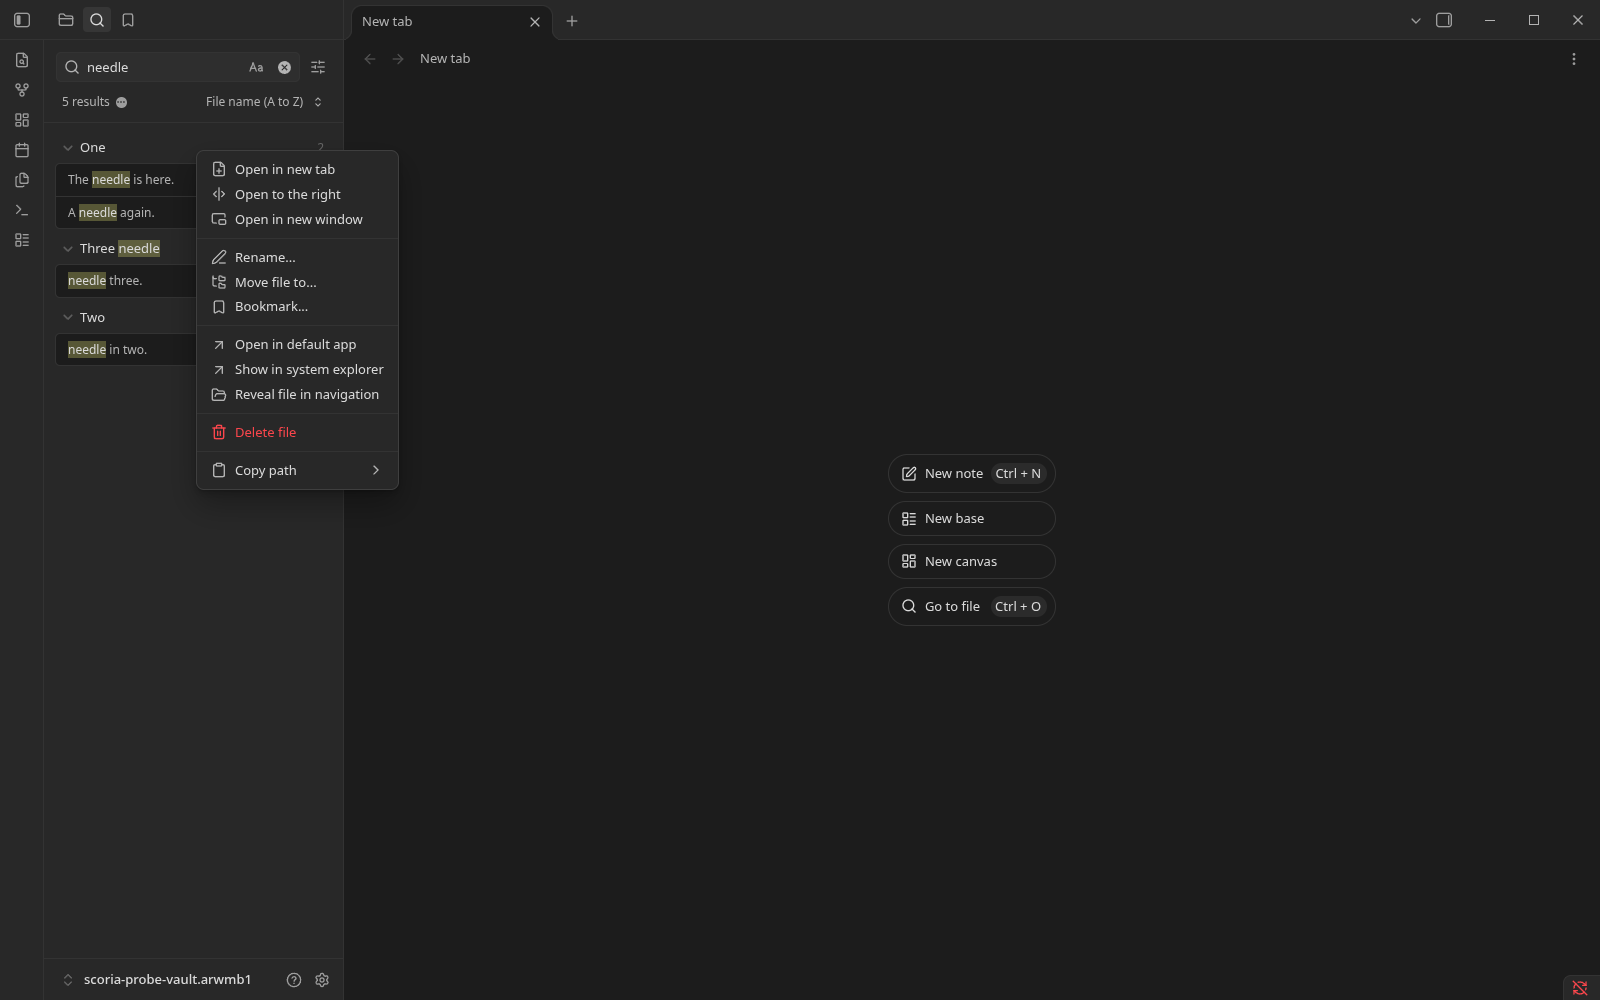 New tab
needle
Aa
New tab
5 results
File name (A to Z)
One
2
The needle is here.
A needle again.
Three needle
needle three.
Two
needle in two.
Open in new tab
Open to the right
Open in new window
Rename...
Move file to...
Bookmark...
Open in default app
Show in system explorer
Reveal file in navigation
Delete file
Copy path
New note Ctrl + N
New base
New canvas
Go to file Ctrl + O
scoria-probe-vault.arwmb1